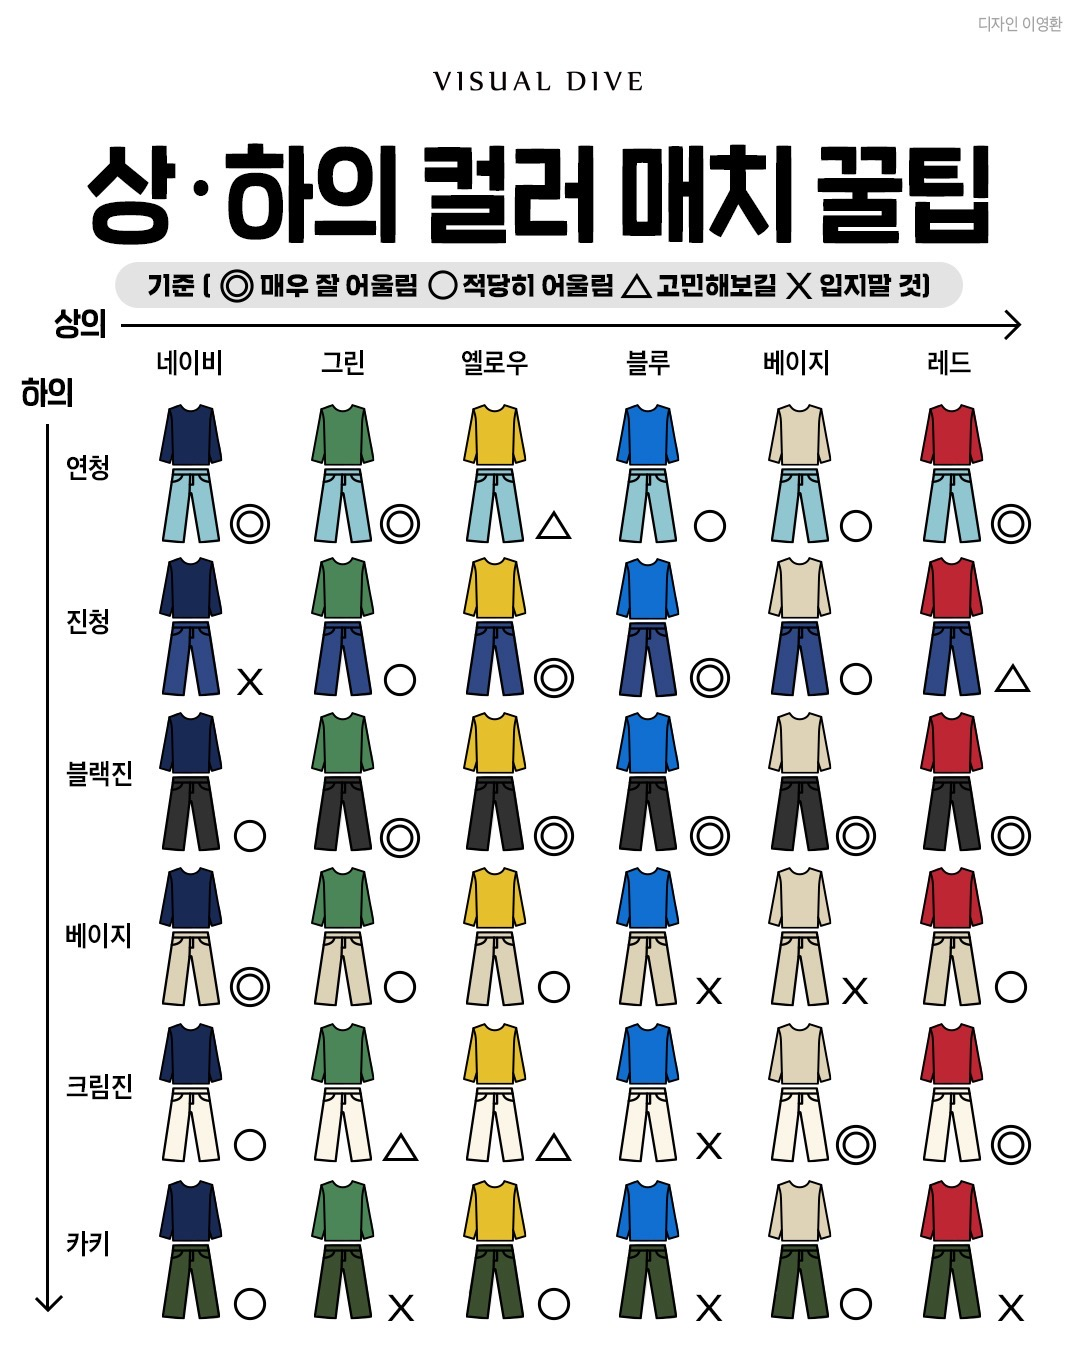 디자인 이영환
VISUAL DIVE
상·하의 컬러 매치 꿀팁
기준 ( ◎ 매우 잘 어울림 ○ 적당히 어울림 △ 고민해보길 X 입지말 것)
상의
네이비 그린 옐로우 블루 베이지 레드
하의
연청 ◎ ◎ △ ○ ○ ◎
진청 X ○ ◎ ◎ ○ △
블랙진 ○ ◎ ◎ ◎ ◎ ◎
베이지 ◎ ○ ○ X X ○
크림진 ○ △ △ X ◎ ◎
카키 ○ X ○ X ○ X